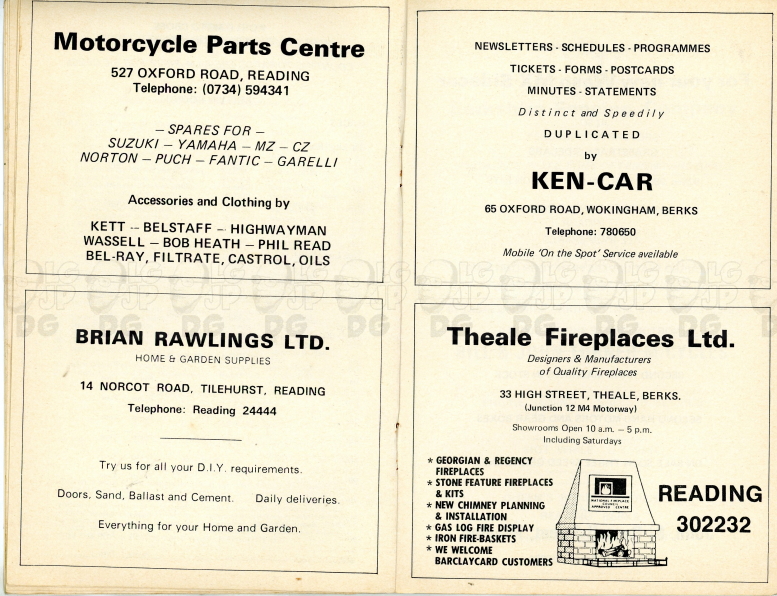 Motorcycle Parts Centre
527 OXFORD ROAD, READING
Telephone: (0734) 594341
— SPARES FOR —
SUZUKI — YAMAHA — MZ — CZ
NORTON — PUCH — FANTIC — GARELLI
Accessories and Clothing by
KETT -- BELSTAFF — HIGHWAYMAN
WASSELL — BOB HEATH — PHIL READ
BEL-RAY, FILTRATE, CASTROL, OILS
BRIAN RAWLINGS LTD.
HOME & GARDEN SUPPLIES
14 NORCOT ROAD, TILEHURST, READING
Telephone: Reading 24444
Try us for all your D.I.Y. requirements.
Doors, Sand, Ballast and Cement. Daily deliveries.
Everything for your Home and Garden.
NEWSLETTERS - SCHEDULES - PROGRAMMES
TICKETS - FORMS - POSTCARDS
MINUTES - STATEMENTS
Distinct and Speedily
DUPLICATED
by
KEN-CAR
65 OXFORD ROAD, WOKINGHAM, BERKS
Telephone: 780650
Mobile 'On the Spot' Service available
Theale Fireplaces Ltd.
Designers & Manufacturers
of Quality Fireplaces
33 HIGH STREET, THEALE, BERKS.
(Junction 12 M4 Motorway)
Showrooms Open 10 a.m. — 5 p.m.
Including Saturdays
* GEORGIAN & REGENCY
FIREPLACES
* STONE FEATURE FIREPLACES
& KITS
* NEW CHIMNEY PLANNING
& INSTALLATION
* GAS LOG FIRE DISPLAY
* IRON FIRE-BASKETS
* WE WELCOME
BARCLAYCARD CUSTOMERS
NATIONAL FIREPLACE
COUNCIL
APPROVED CENTRE
READING
302232